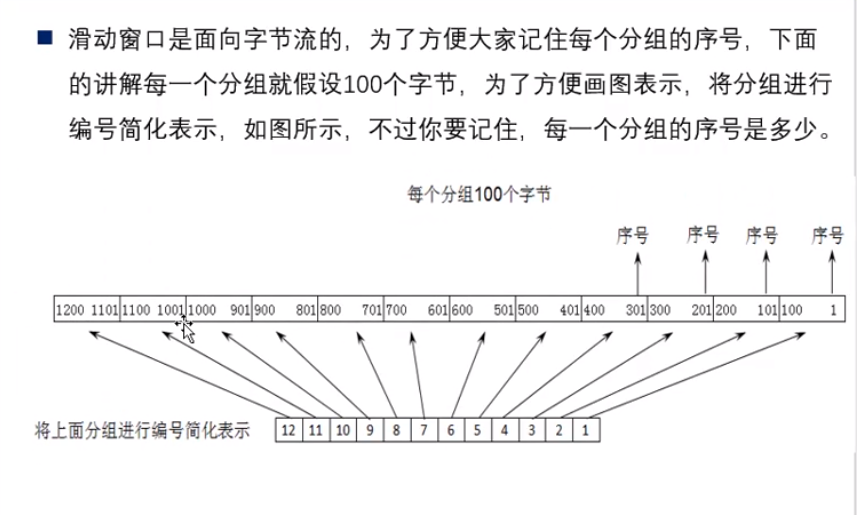 滑动窗口是面向字节流的，为了方便大家记住每个分组的序号，下面
的讲解每一个分组就假设100个字节，为了方便画图表示，将分组进行
编号简化表示，如图所示，不过你要记住，每一个分组的序号是多少。
每个分组100个字节
序号 序号 序号 序号
1200 1101 1100 1001 1000 901 900 801 800 701 700 601 600 501 500 401 400 301 300 201 200 101 100 1
将上面分组进行编号简化表示 12 11 10 9 8 7 6 5 4 3 2 1